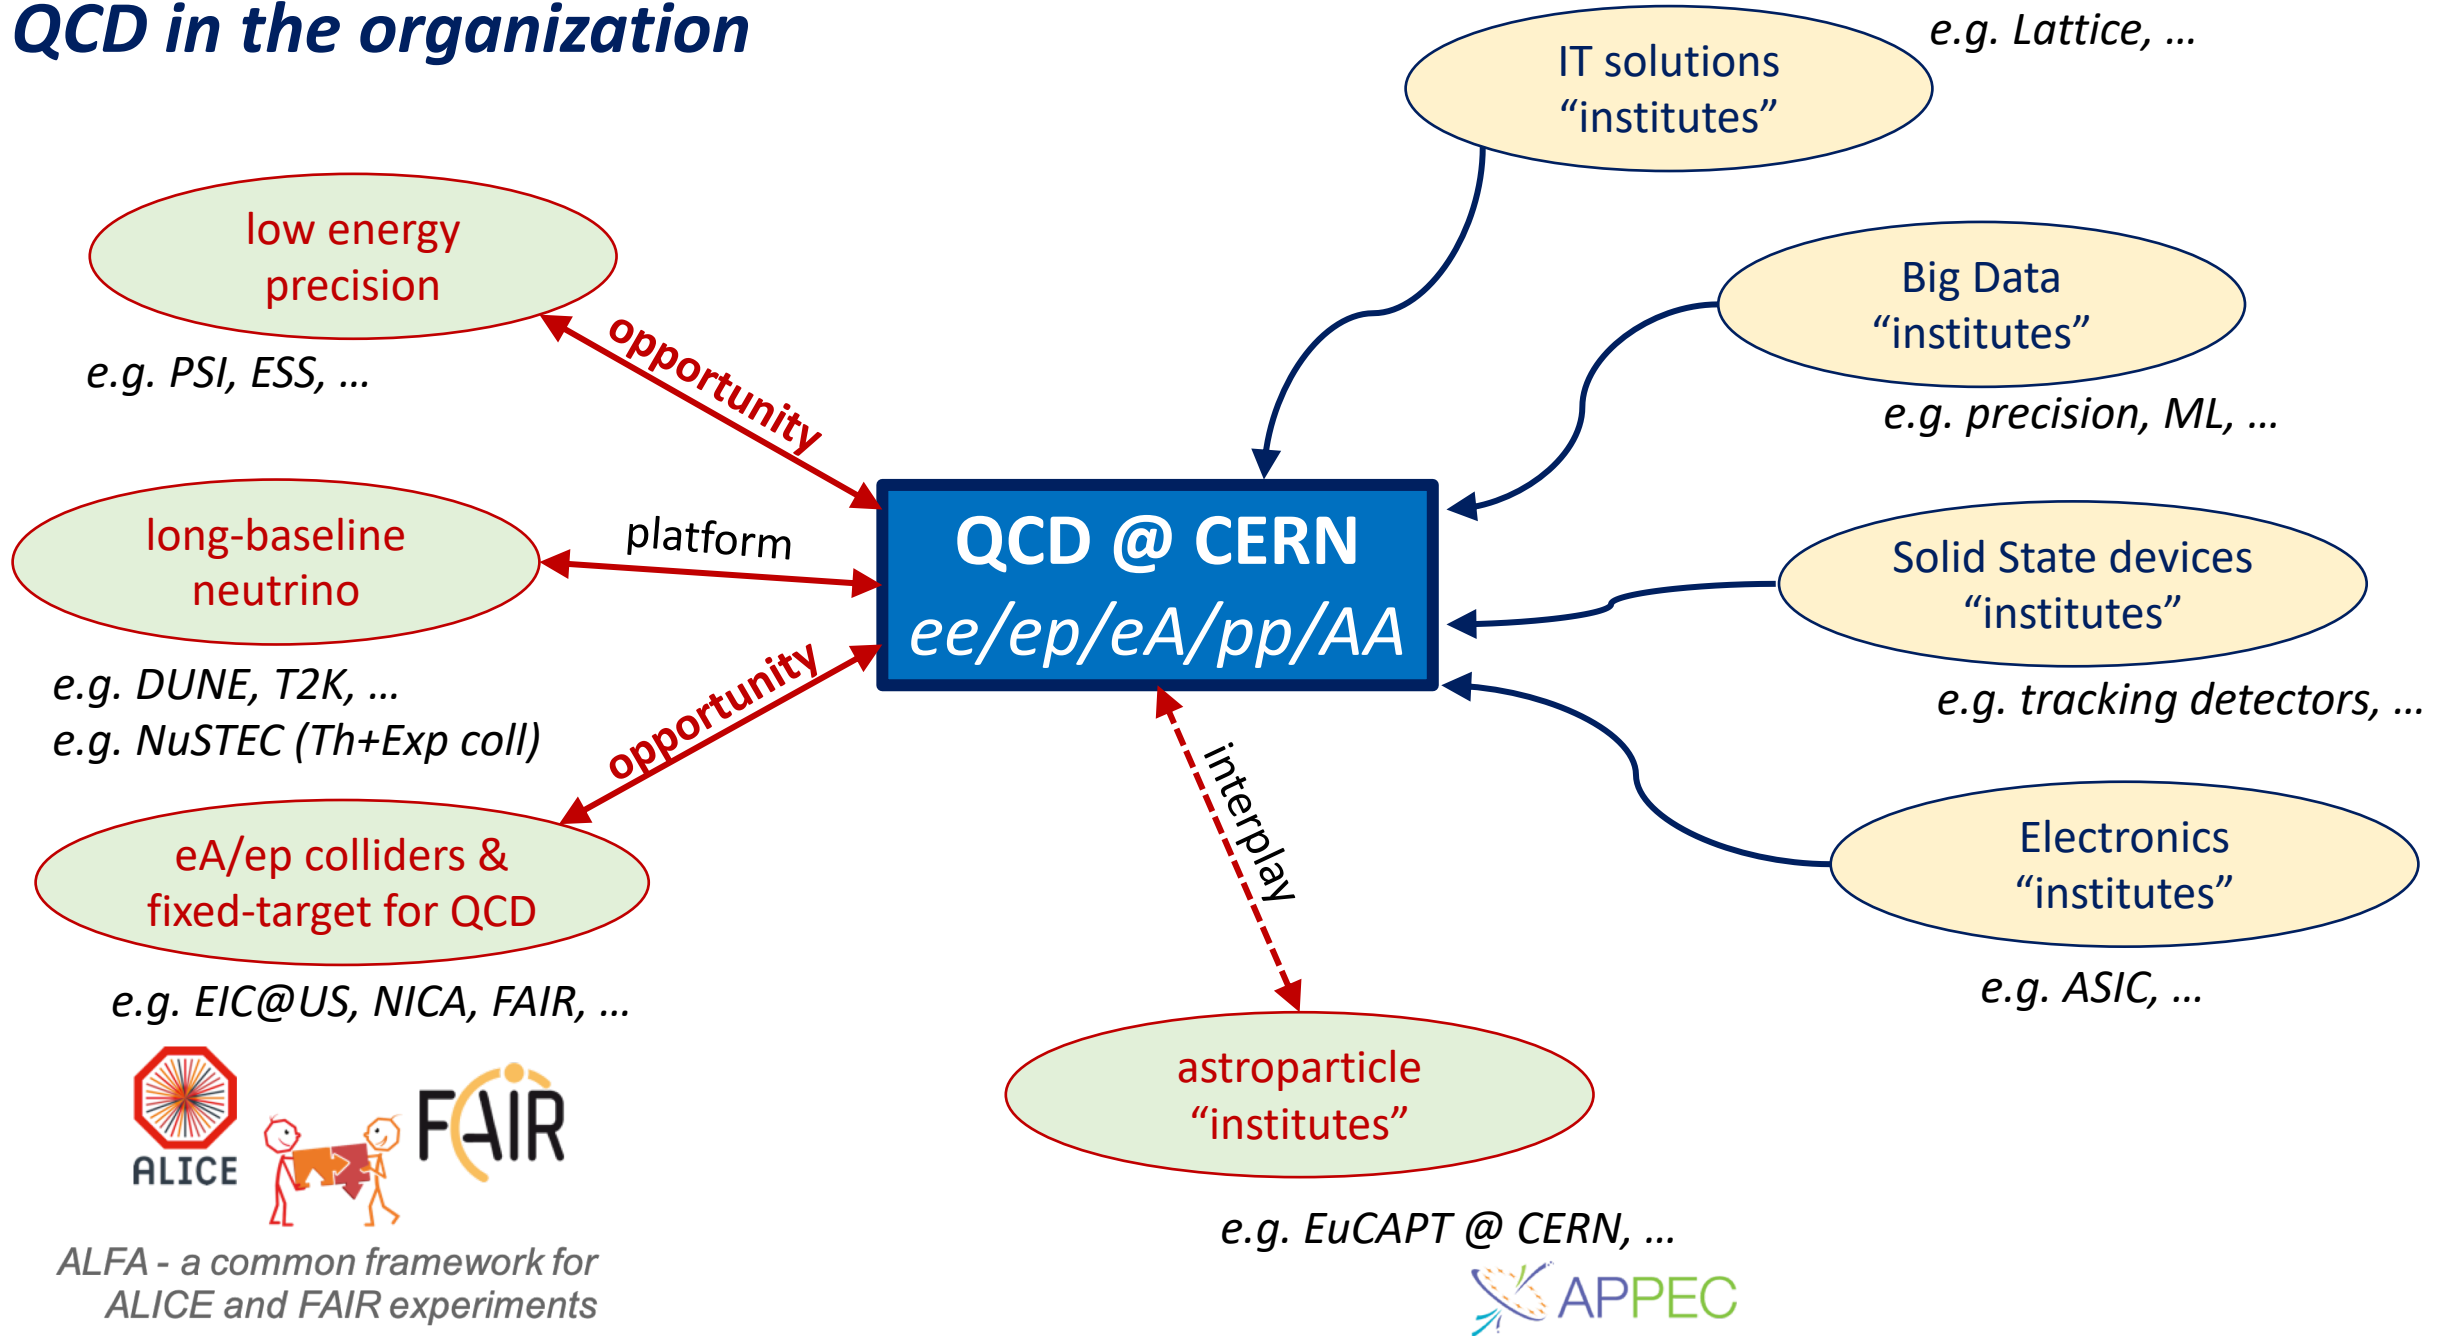 QCD in the organization
IT solutions
“institutes”
e.g. Lattice, …
low energy
precision
e.g. PSI, ESS, …
opportunity
Big Data
“institutes”
e.g. precision, ML, …
long-baseline
neutrino
platform
e.g. DUNE, T2K, …
e.g. NuSTEC (Th+Exp coll)
QCD @ CERN
ee/ep/eA/pp/AA
Solid State devices
“institutes”
e.g. tracking detectors, …
opportunity
eA/ep colliders &
fixed-target for QCD
e.g. EIC@US, NICA, FAIR, …
interplay
Electronics
“institutes”
e.g. ASIC, …
astroparticle
“institutes”
e.g. EuCAPT @ CERN, …
APPEC
ALICE
FAIR
ALFA - a common framework for
ALICE and FAIR experiments